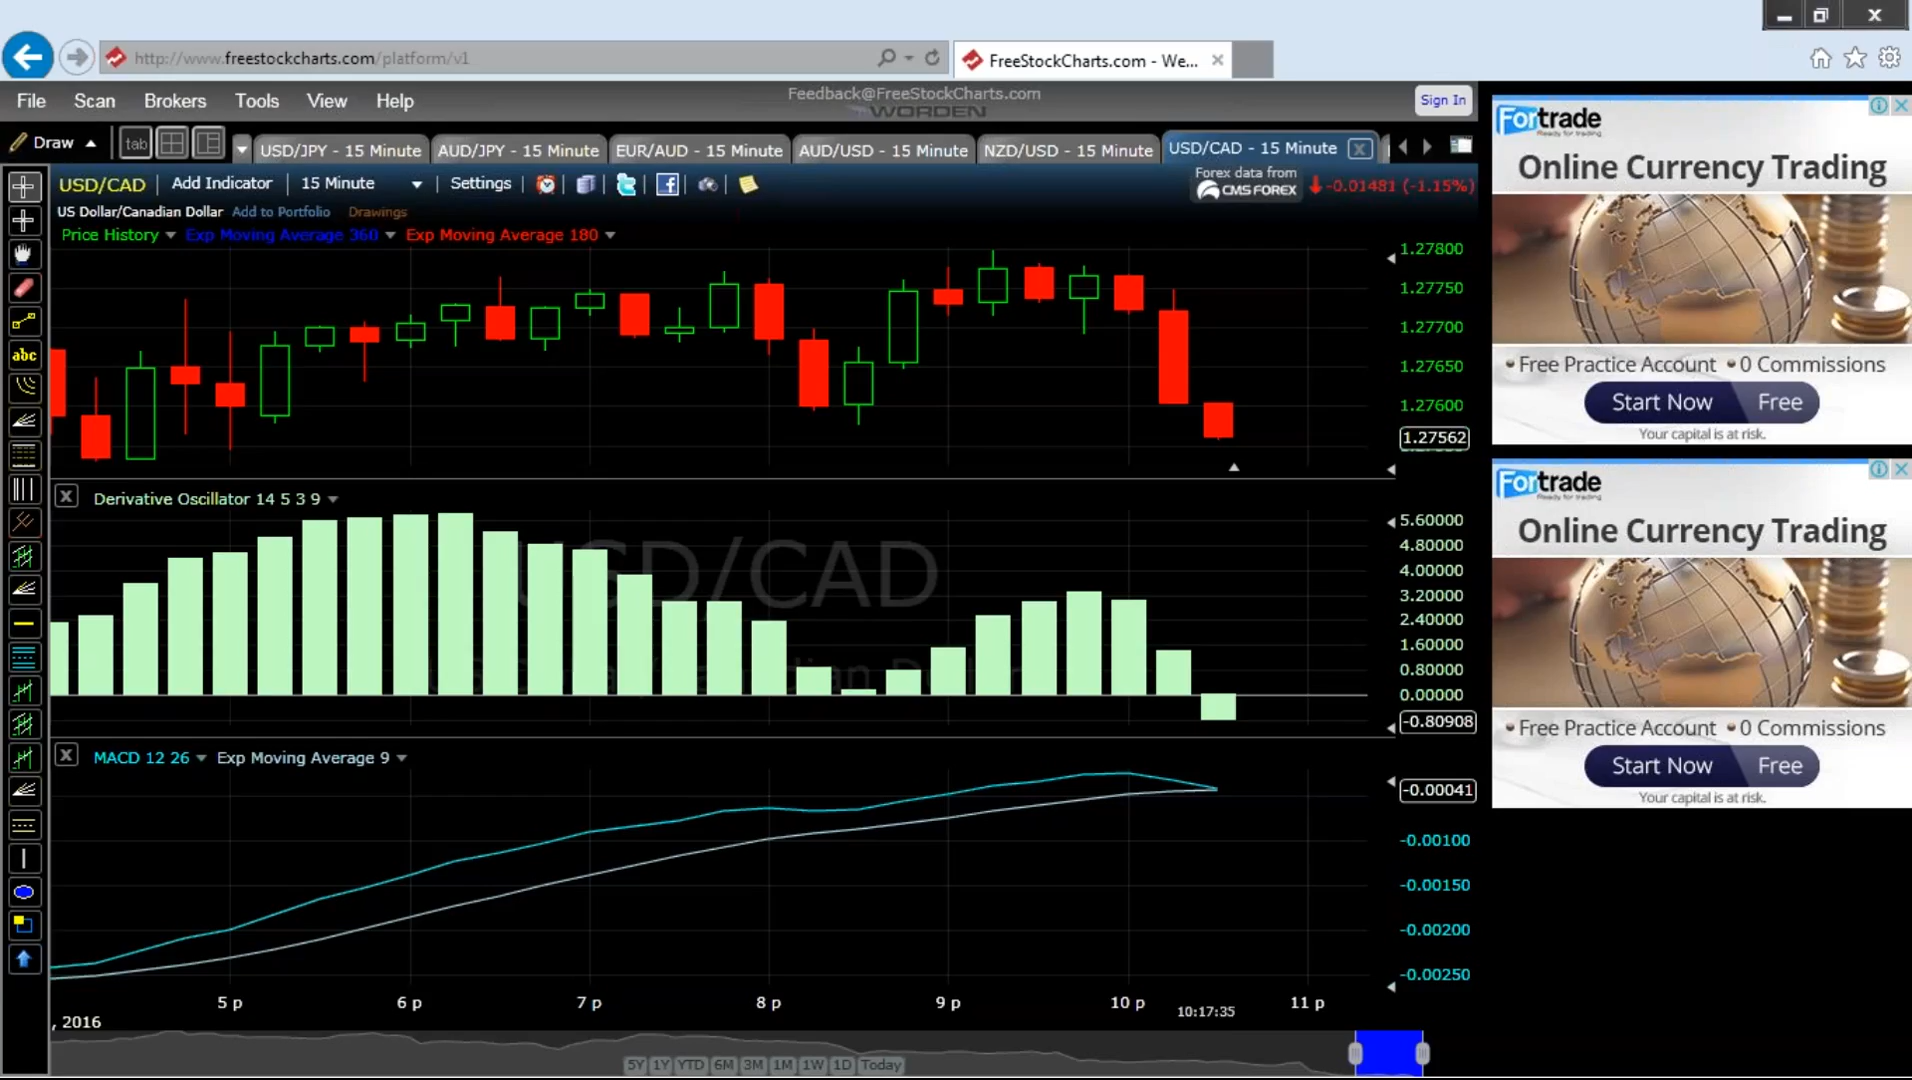 http://www.freestockcharts.com/platform/v1
FreeStockCharts.com - We...
File Scan Brokers Tools View Help
Feedback@FreeStockCharts.com
WORDEN
Sign In
Draw
tab
USD/JPY - 15 Minute
AUD/JPY - 15 Minute
EUR/AUD - 15 Minute
AUD/USD - 15 Minute
NZD/USD - 15 Minute
USD/CAD - 15 Minute
USD/CAD
Add Indicator
15 Minute
Settings
Forex data from
CMS FOREX
-0.01481 (-1.15%)
US Dollar/Canadian Dollar Add to Portfolio Drawings
Price History Exp Moving Average 360 Exp Moving Average 180
abc
1.27800
1.27750
1.27700
1.27650
1.27600
1.27562
Derivative Oscillator 14 5 3 9
USD/CAD
5.60000
4.80000
4.00000
3.20000
2.40000
1.60000
0.80000
0.00000
-0.80908
MACD 12 26 Exp Moving Average 9
-0.00041
-0.00100
-0.00150
-0.00200
-0.00250
5 p 6 p 7 p 8 p 9 p 10 p 11 p
10:17:35
, 2016
5Y 1Y YTD 6M 3M 1M 1W 1D Today
Fortrade
Ready for trading
Online Currency Trading
• Free Practice Account • 0 Commissions
Start Now Free
Your capital is at risk.
Fortrade
Ready for trading
Online Currency Trading
• Free Practice Account • 0 Commissions
Start Now Free
Your capital is at risk.